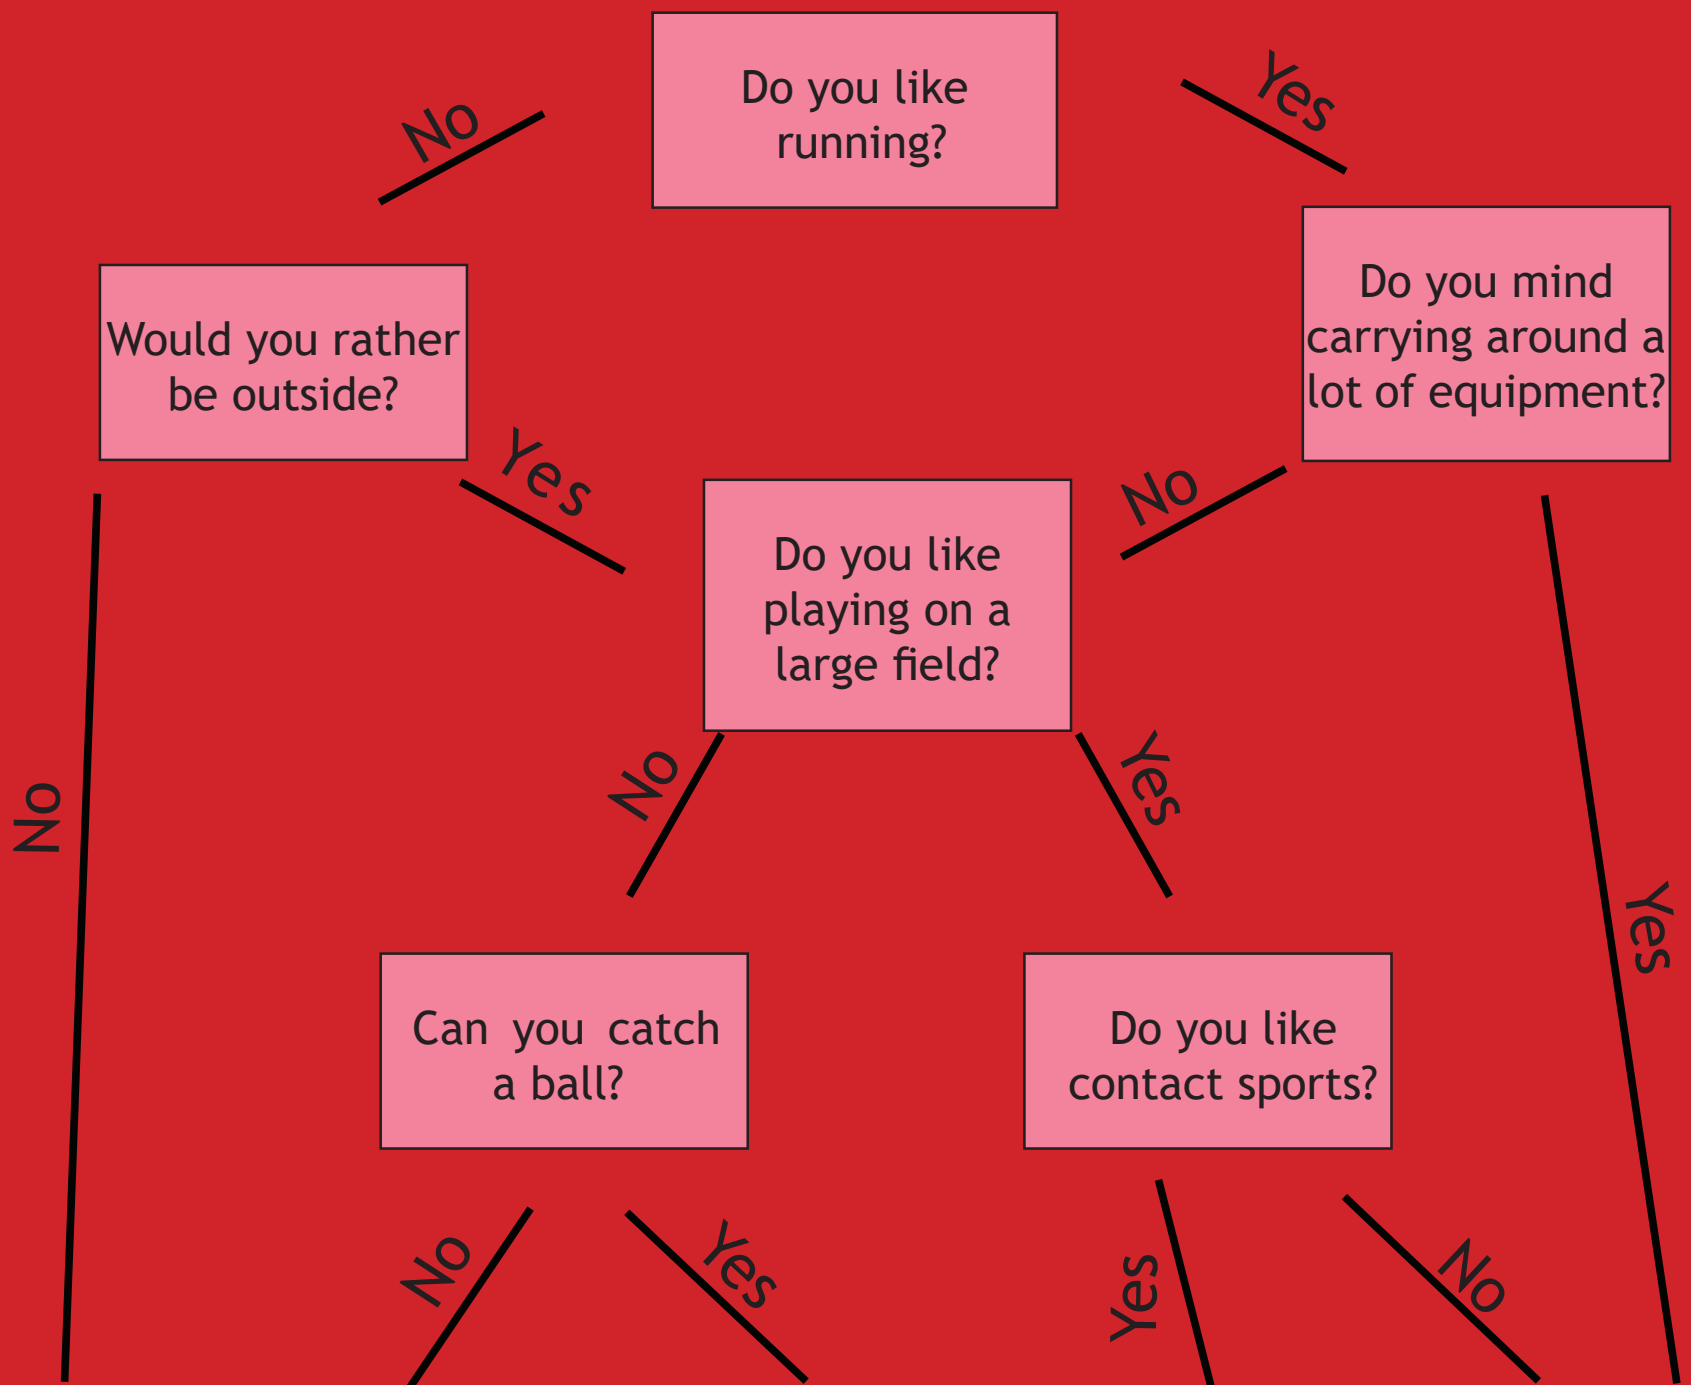 Do you like
running?
No
Yes
Would you rather
be outside?
Do you mind
carrying around a
lot of equipment?
Yes
No
Do you like
playing on a
large field?
No
No
Yes
Yes
Can you catch
a ball?
Do you like
contact sports?
No
Yes
Yes
No